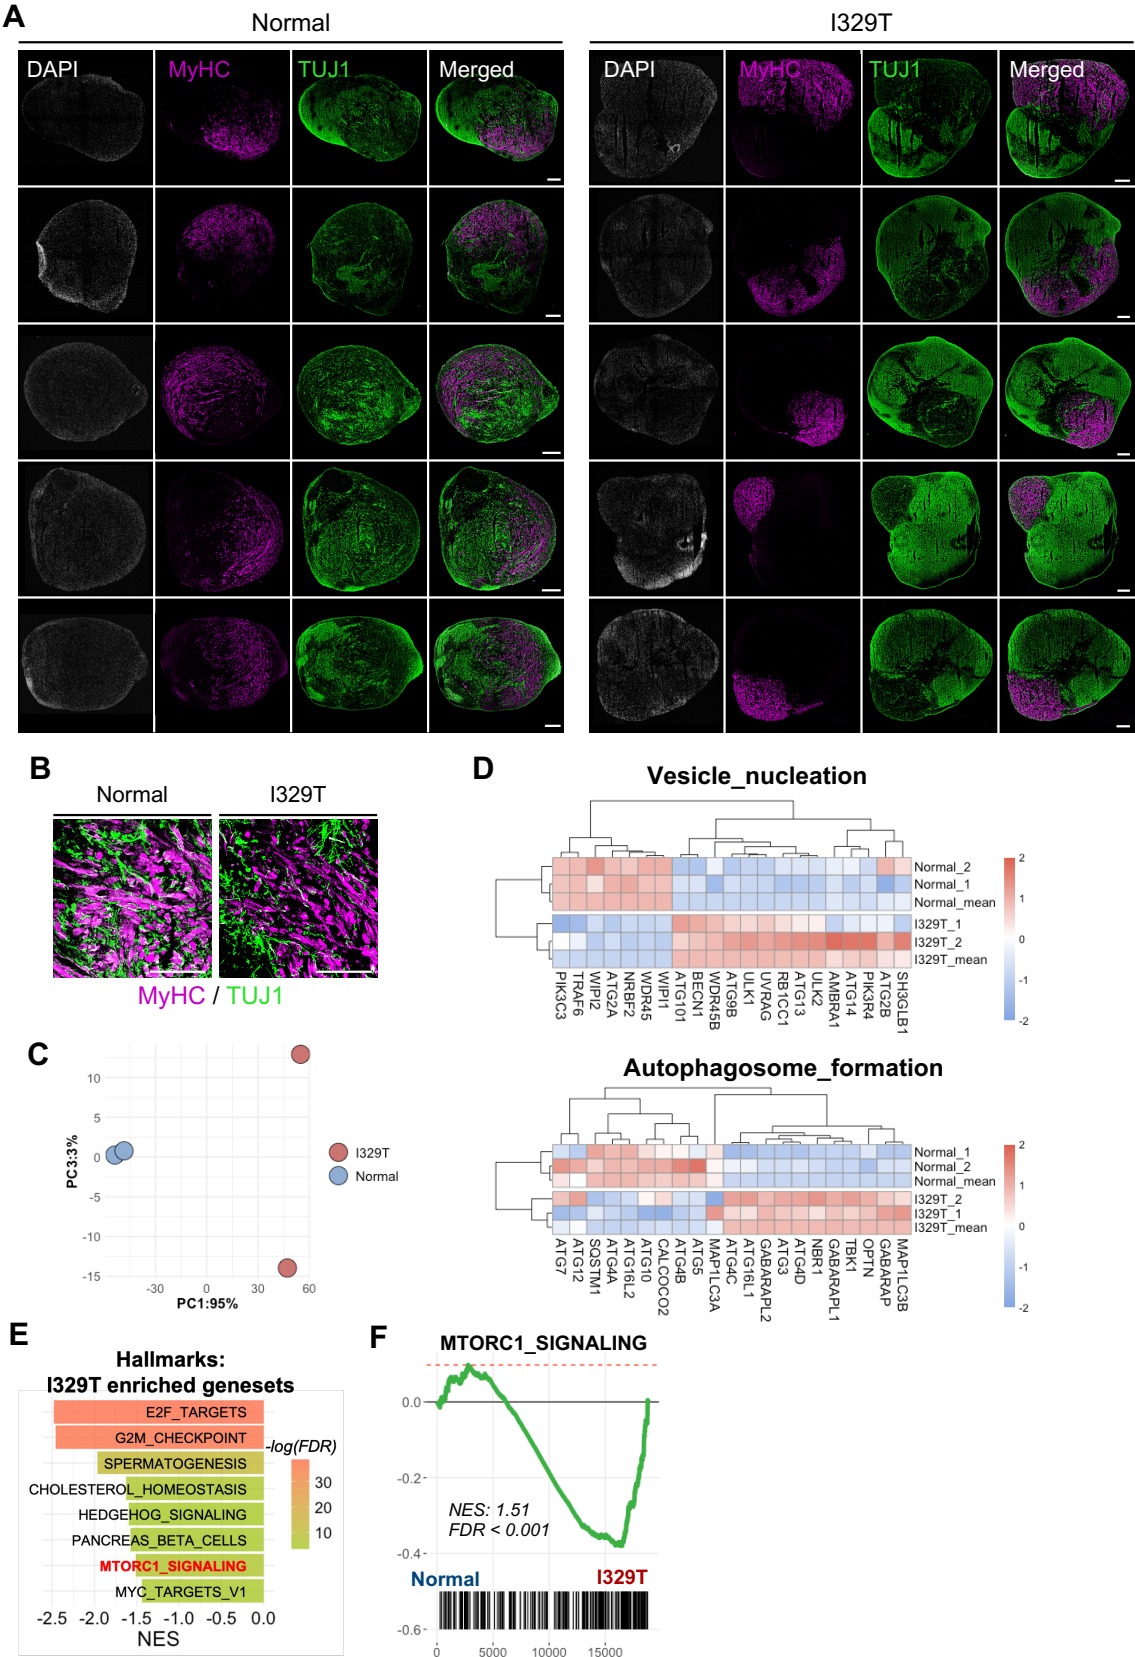 A
Normal
I329T
DAPI
MyHC
TUJ1
Merged
DAPI
MyHC
TUJ1
Merged
B
Normal
I329T
MyHC / TUJ1
C
10
5
0
-5
-10
-15
-30
0
30
60
PC3:3%
PC1:95%
I329T
Normal
D
Vesicle_nucleation
Normal_2
Normal_1
Normal_mean
I329T_1
I329T_2
I329T_mean
PIK3C3
TRAF6
WIPI2
ATG2A
NRBF2
WDR45
WIPI1
ATG101
BECN1
WDR45B
ATG9B
ULK1
UVRAG
RB1CC1
ATG13
ULK2
AMBRA1
ATG14
PIK3R4
ATG2B
SH3GLB1
2
1
0
-1
-2
Autophagosome_formation
Normal_1
Normal_2
Normal_mean
I329T_2
I329T_1
I329T_mean
ATG7
ATG12
SQSTM1
ATG4A
ATG16L2
ATG10
CALCOCO2
ATG4B
ATG5
MAP1LC3A
ATG4C
ATG16L1
GABARAPL2
ATG3
ATG4D
NBR1
GABARAPL1
TBK1
OPTN
GABARAP
MAP1LC3B
2
1
0
-1
-2
E
Hallmarks:
I329T enriched genesets
E2F_TARGETS
G2M_CHECKPOINT
SPERMATOGENESIS
CHOLESTEROL_HOMEOSTASIS
HEDGEHOG_SIGNALING
PANCREAS_BETA_CELLS
MTORC1_SIGNALING
MYC_TARGETS_V1
-2.5 -2.0 -1.5 -1.0 -0.5 0.0
NES
-log(FDR)
30
20
10
F
MTORC1_SIGNALING
0.0
-0.2
-0.4
-0.6
NES: 1.51
FDR < 0.001
Normal
I329T
0 5000 10000 15000